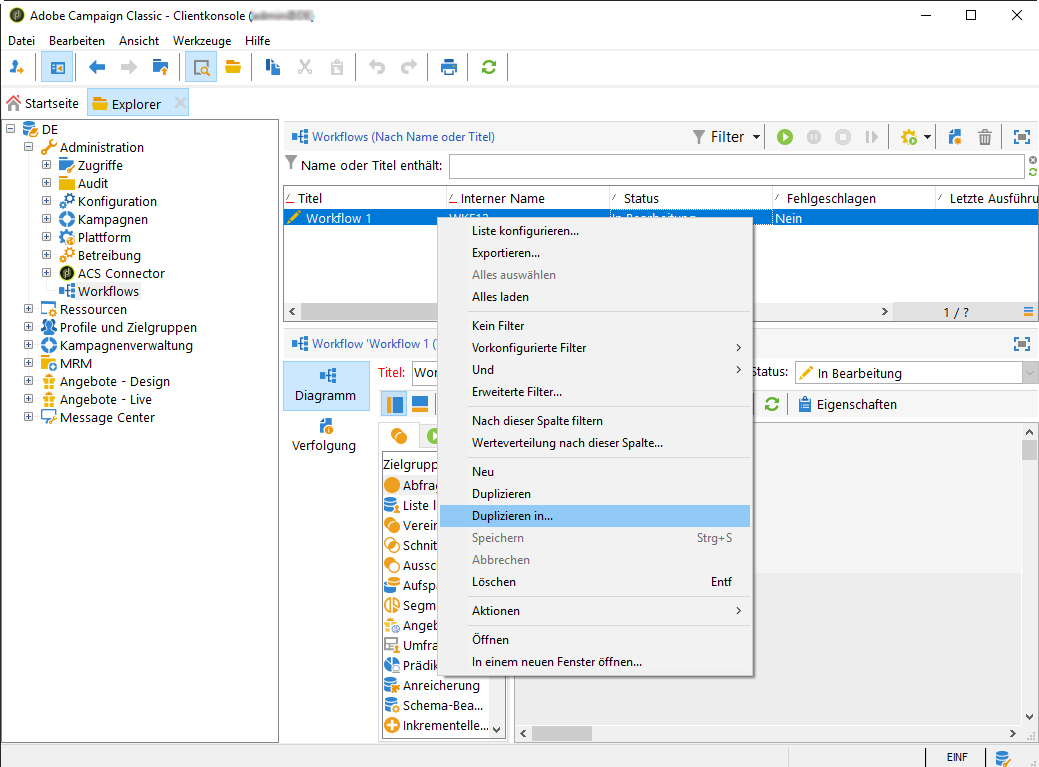 Adobe Campaign Classic - Clientkonsole
Datei Bearbeiten Ansicht Werkzeuge Hilfe
Startseite Explorer
DE
Administration
Zugriffe
Audit
Konfiguration
Kampagnen
Plattform
Betreibung
ACS Connector
Workflows
Ressourcen
Profile und Zielgruppen
Kampagnenverwaltung
MRM
Angebote - Design
Angebote - Live
Message Center
Workflows (Nach Name oder Titel) Filter
Name oder Titel enthält:
Titel Interner Name Status Fehlgeschlagen Letzte Ausführu
Workflow 1 WKF12 In Bearbeitung Nein
1 / ?
Workflow 'Workflow 1 (
Diagramm
Verfolgung
Titel: Wor
Status: In Bearbeitung
Eigenschaften
Zielgrupp
Abfrag
Liste l
Verein
Schnit
Aussc
Aufspa
Segm
Angeb
Umfra
Prädik
Anreicherung
Schema-Bea...
Inkrementelle...
Liste konfigurieren...
Exportieren...
Alles auswählen
Alles laden
Kein Filter
Vorkonfigurierte Filter
Und
Erweiterte Filter...
Nach dieser Spalte filtern
Werteverteilung nach dieser Spalte...
Neu
Duplizieren
Duplizieren in...
Speichern Strg+S
Abbrechen
Löschen Entf
Aktionen
Öffnen
In einem neuen Fenster öffnen...
EINF